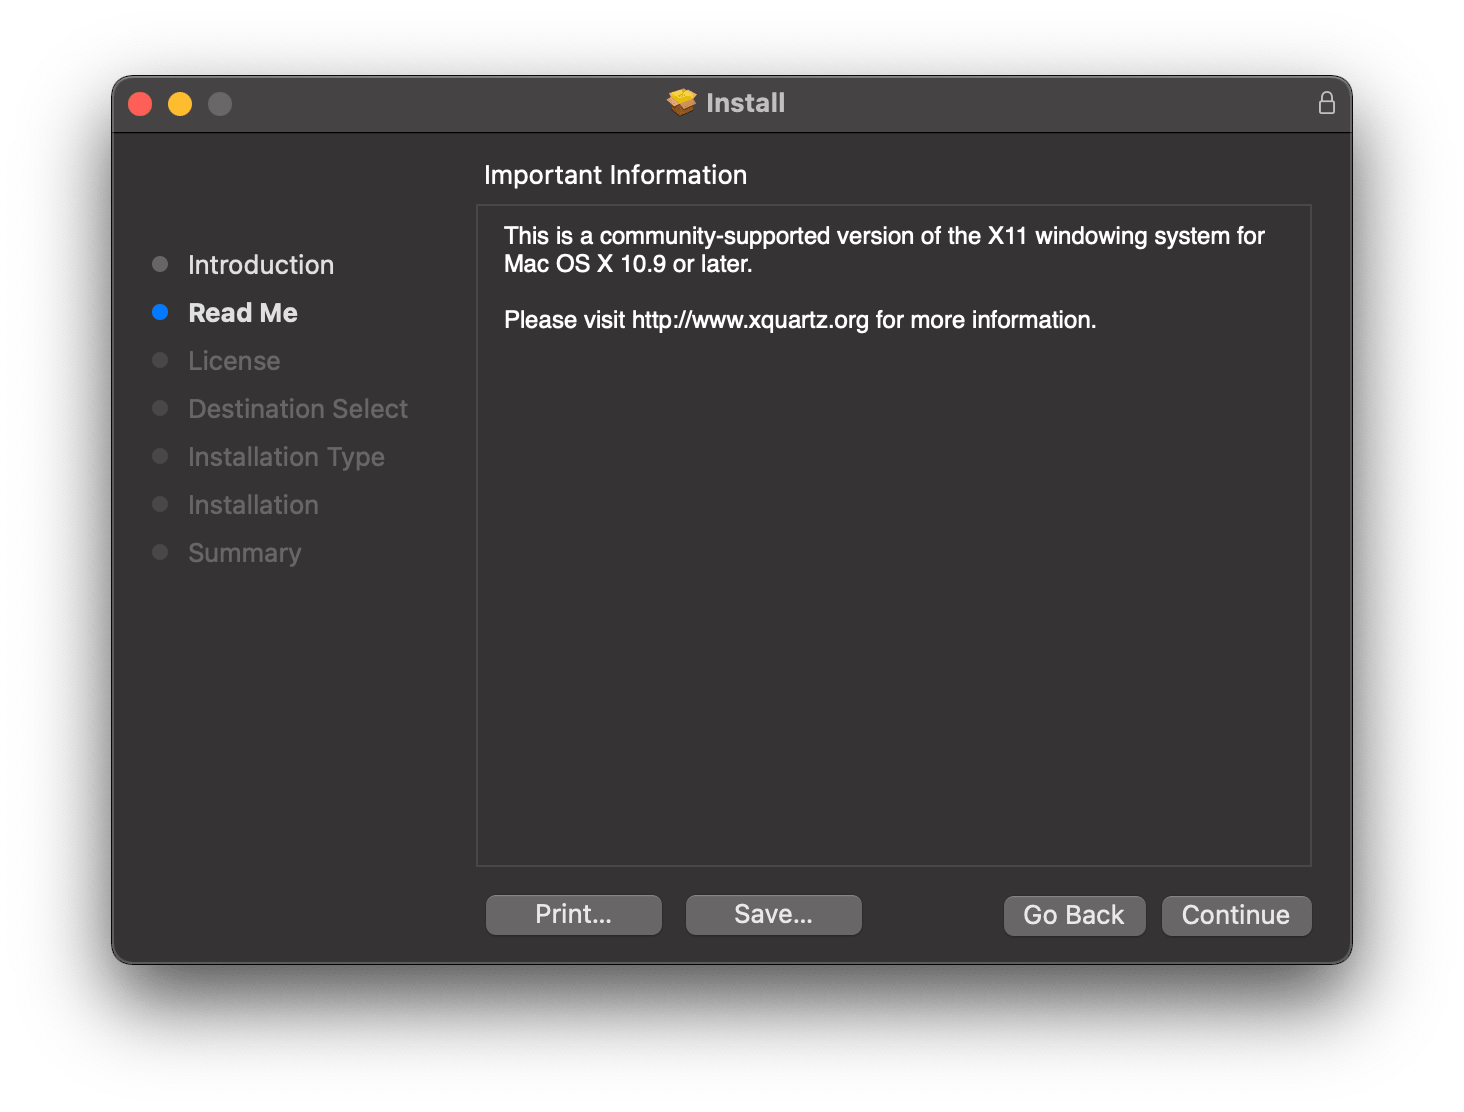 Install
Important Information
This is a community-supported version of the X11 windowing system for
Mac OS X 10.9 or later.
Please visit http://www.xquartz.org for more information.
Introduction
Read Me
License
Destination Select
Installation Type
Installation
Summary
Print...
Save...
Go Back
Continue